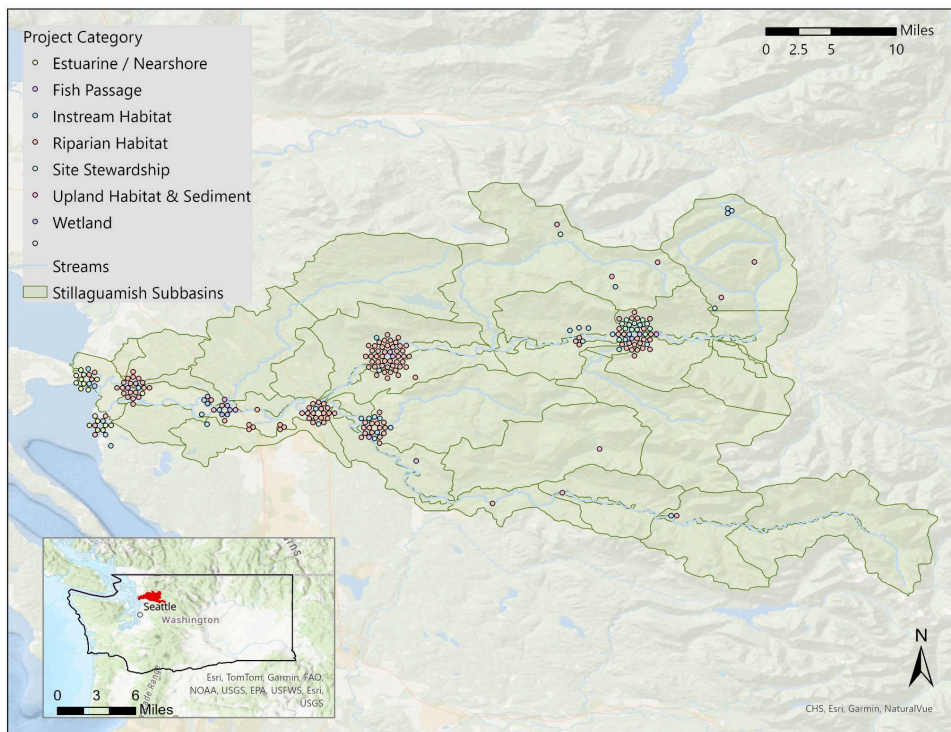 Project Category
Estuarine / Nearshore
Fish Passage
Instream Habitat
Riparian Habitat
Site Stewardship
Upland Habitat & Sediment
Wetland
Streams
Stillaguamish Subbasins
Miles
0 2.5 5 10
Seattle
Washington
Esri, TomTom, Garmin, FAO,
NOAA, USGS, EPA, USFWS, Esri,
USGS
0 3 6
Miles
N
CHS, Esri, Garmin, NaturalVue